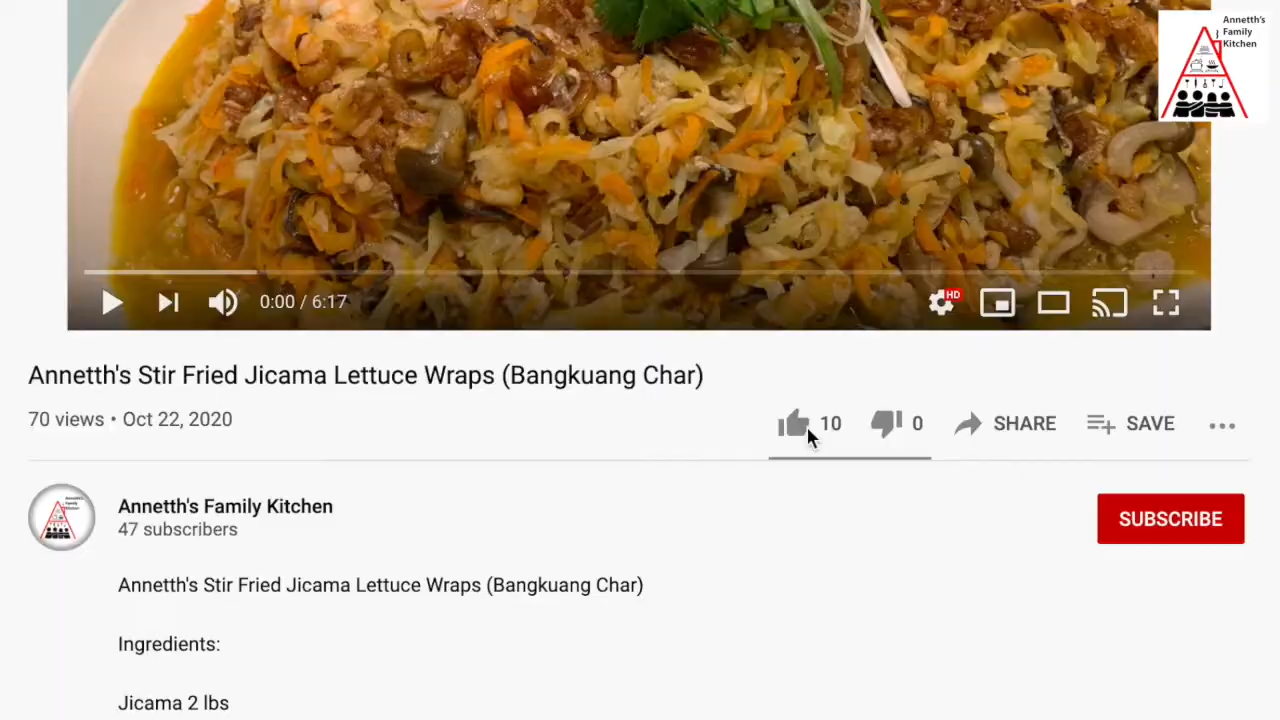 Annetth's
Family
Kitchen
0:00 / 6:17
HD
Annetth's Stir Fried Jicama Lettuce Wraps (Bangkuang Char)
70 views • Oct 22, 2020
10
0
SHARE
SAVE
Annetth's Family Kitchen
47 subscribers
SUBSCRIBE
Annetth's Stir Fried Jicama Lettuce Wraps (Bangkuang Char)
Ingredients:
Jicama 2 lbs